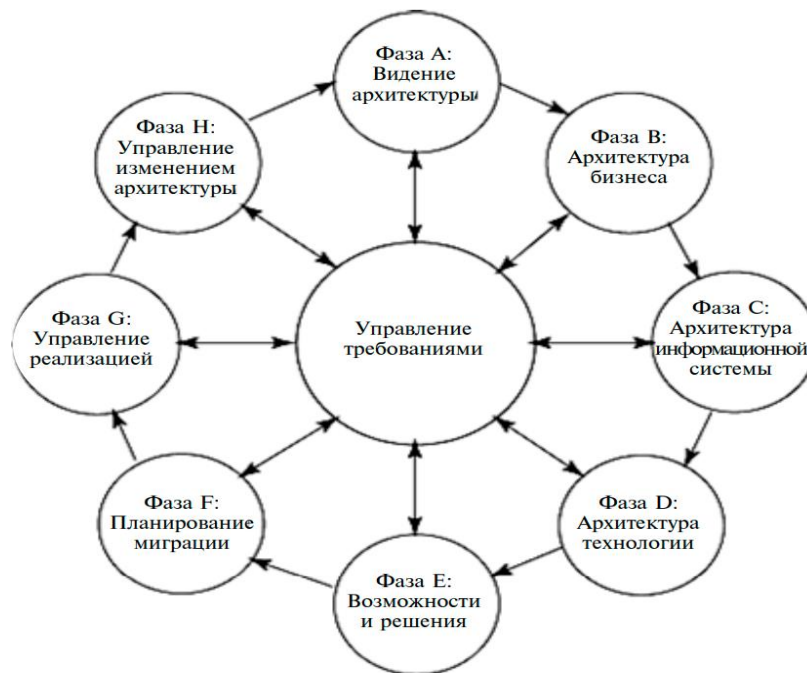 Фаза A:
Видение
архитектуры
Фаза B:
Архитектура
бизнеса
Фаза C:
Архитектура
информационной
системы
Фаза D:
Архитектура
технологии
Фаза E:
Возможности
и решения
Фаза F:
Планирование
миграции
Фаза G:
Управление
реализацией
Фаза H:
Управление
изменением
архитектуры
Управление
требованиями